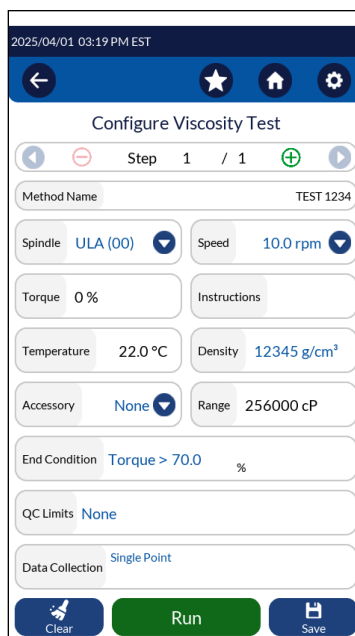 2025/04/01 03:19 PM EST
Configure Viscosity Test
Step 1 / 1
Method Name TEST 1234
Spindle ULA (00) Speed 10.0 rpm
Torque 0 % Instructions
Temperature 22.0 °C Density 12345 g/cm³
Accessory None Range 256000 cP
End Condition Torque > 70.0 %
QC Limits None
Data Collection Single Point
Clear Run Save